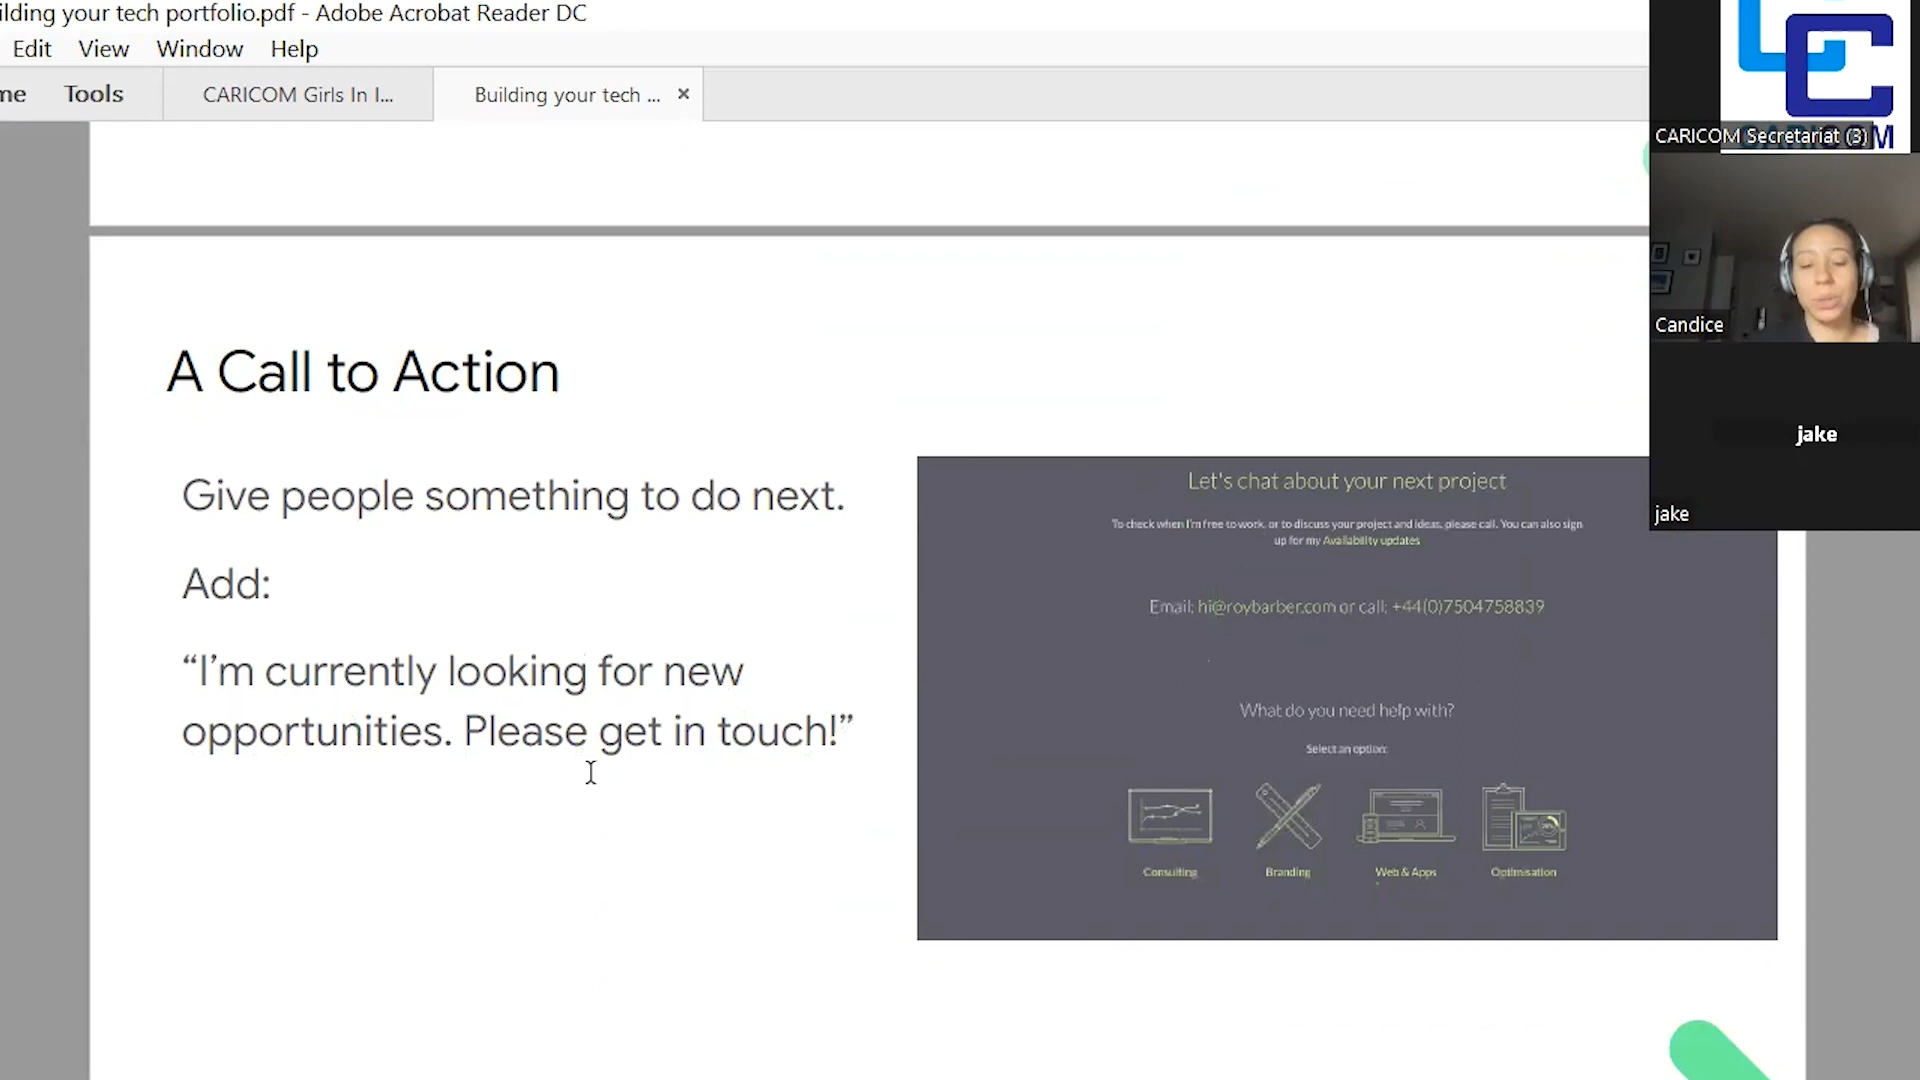 ilding your tech portfolio.pdf - Adobe Acrobat Reader DC
Edit View Window Help
me Tools CARICOM Girls In I... Building your tech ... ×
CARICOM Secretariat (3)
Candice
jake
jake
A Call to Action
Give people something to do next.
Add:
“I’m currently looking for new
opportunities. Please get in touch!”
Let's chat about your next project
To check when I'm free to work, or to discuss your project and ideas, please call. You can also sign
up for my Availability updates
Email: hi@roybarber.com or call: +44(0)7504758839
What do you need help with?
Select an option:
Consulting Branding Web & Apps Optimisation